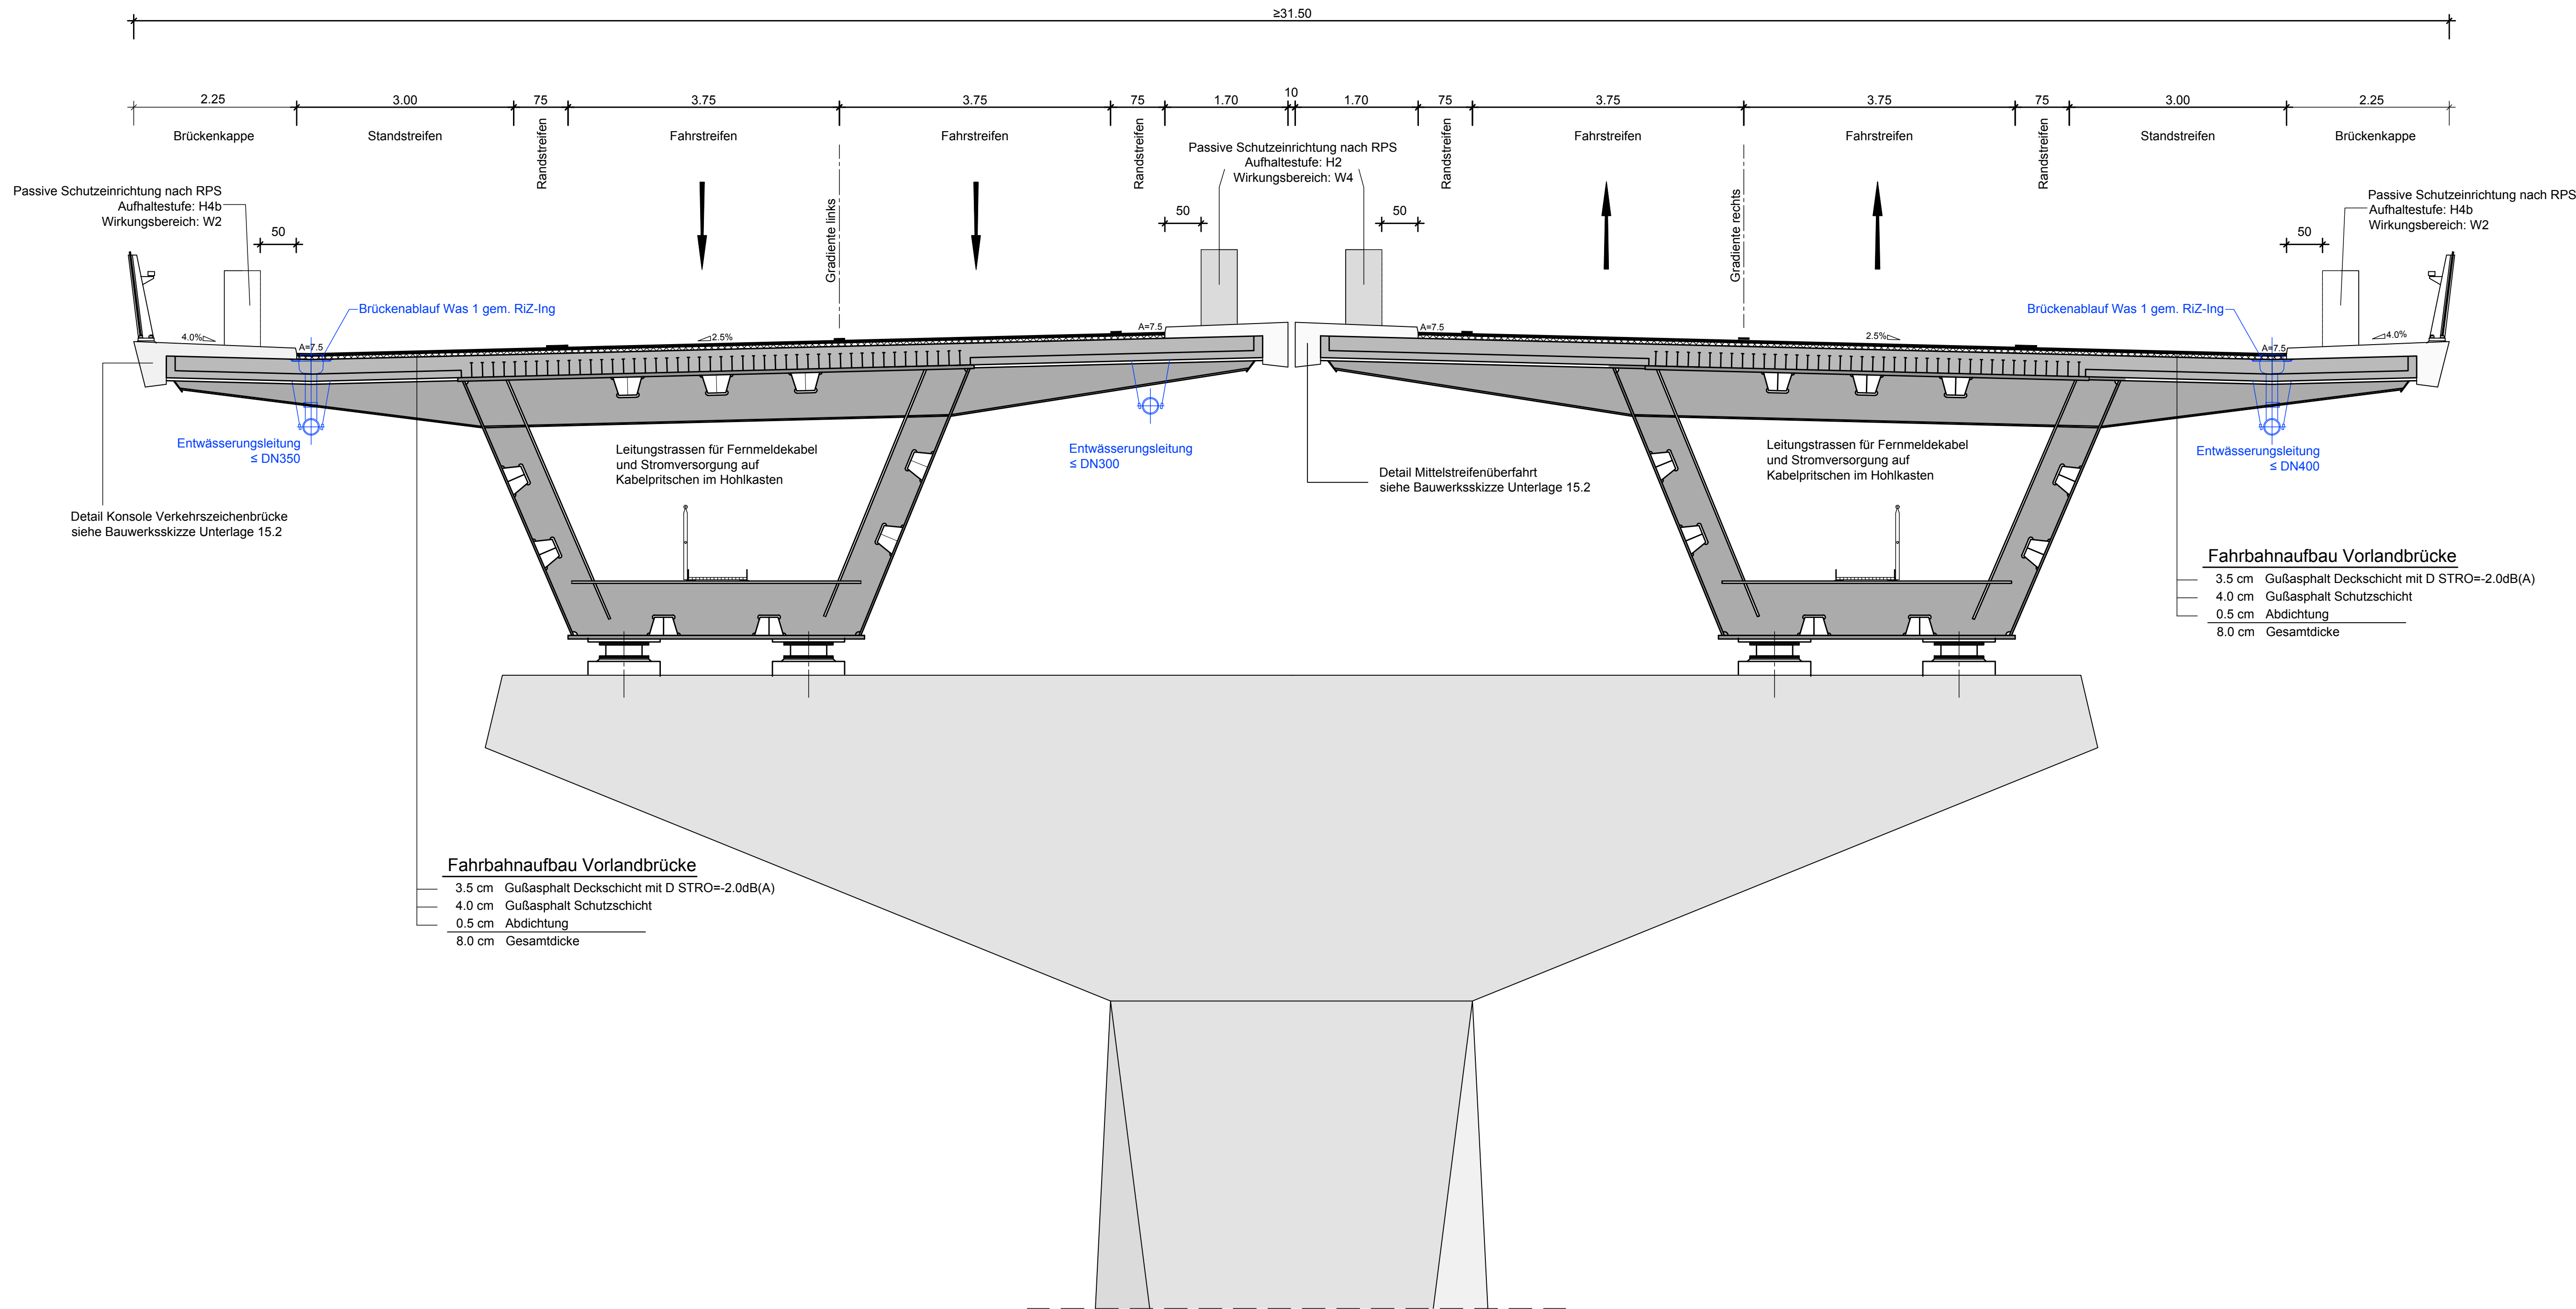 ≥31.50
2.25
3.00
75
3.75
3.75
75
1.70
10
1.70
75
3.75
3.75
75
3.00
2.25
Brückenkappe
Standstreifen
Randstreifen
Fahrstreifen
Fahrstreifen
Randstreifen
Randstreifen
Fahrstreifen
Fahrstreifen
Randstreifen
Standstreifen
Brückenkappe
Passive Schutzeinrichtung nach RPS
Aufhaltestufe: H4b
Wirkungsbereich: W2
50
Gradiente links
Passive Schutzeinrichtung nach RPS
Aufhaltestufe: H2
Wirkungsbereich: W4
50
50
Gradiente rechts
Passive Schutzeinrichtung nach RPS
Aufhaltestufe: H4b
Wirkungsbereich: W2
50
Brückenablauf Was 1 gem. RiZ-Ing
Brückenablauf Was 1 gem. RiZ-Ing
4.0%
A=7.5
2.5%
A=7.5
A=7.5
2.5%
A=7.5
4.0%
Entwässerungsleitung
≤ DN350
Leitungstrassen für Fernmeldekabel
und Stromversorgung auf
Kabelpritschen im Hohlkasten
Entwässerungsleitung
≤ DN300
Detail Mittelstreifenüberfahrt
siehe Bauwerksskizze Unterlage 15.2
Leitungstrassen für Fernmeldekabel
und Stromversorgung auf
Kabelpritschen im Hohlkasten
Entwässerungsleitung
≤ DN400
Detail Konsole Verkehrszeichenbrücke
siehe Bauwerksskizze Unterlage 15.2
Fahrbahnaufbau Vorlandbrücke
3.5 cm Gußasphalt Deckschicht mit D STRO=-2.0dB(A)
4.0 cm Gußasphalt Schutzschicht
0.5 cm Abdichtung
8.0 cm Gesamtdicke
Fahrbahnaufbau Vorlandbrücke
3.5 cm Gußasphalt Deckschicht mit D STRO=-2.0dB(A)
4.0 cm Gußasphalt Schutzschicht
0.5 cm Abdichtung
8.0 cm Gesamtdicke